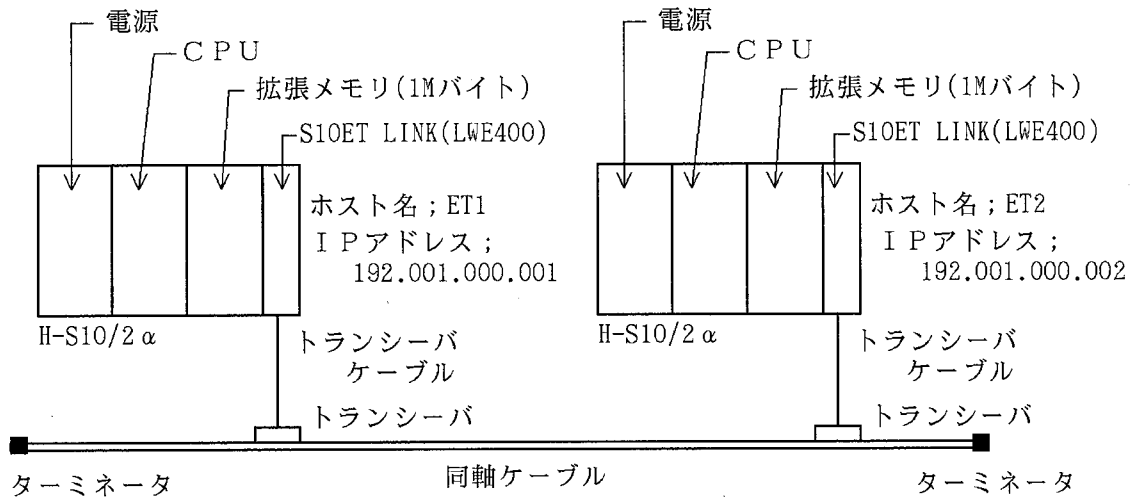 電源
CPU
拡張メモリ(1Mバイト)
S10ET LINK(LWE400)
ホスト名;ET1
IPアドレス;
192.001.000.001
H-S10/2α
トランシーバ
ケーブル
トランシーバ
電源
CPU
拡張メモリ(1Mバイト)
S10ET LINK(LWE400)
ホスト名;ET2
IPアドレス;
192.001.000.002
H-S10/2α
トランシーバ
ケーブル
トランシーバ
ターミネータ
同軸ケーブル
ターミネータ